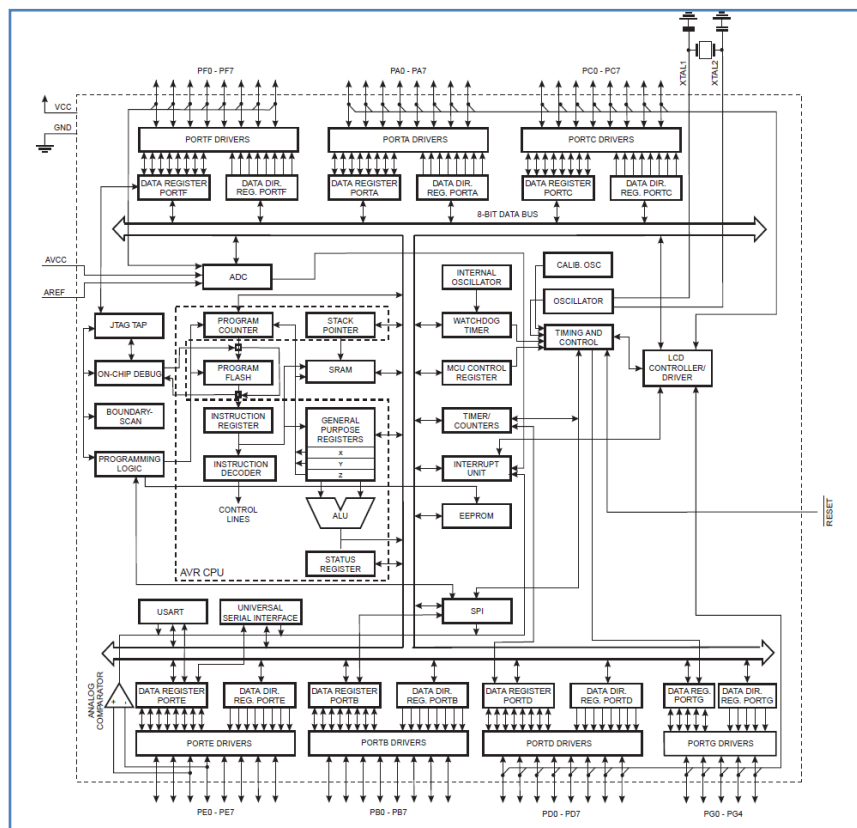 XTAL1
XTAL2
PF0 - PF7
PA0 - PA7
PC0 - PC7
VCC
GND
PORTF DRIVERS
PORTA DRIVERS
PORTC DRIVERS
DATA REGISTER
PORTF
DATA DIR.
REG. PORTF
DATA REGISTER
PORTA
DATA DIR.
REG. PORTA
DATA REGISTER
PORTC
DATA DIR.
REG. PORTC
8-BIT DATA BUS
AVCC
AREF
ADC
INTERNAL
OSCILLATOR
CALIB. OSC
OSCILLATOR
JTAG TAP
PROGRAM
COUNTER
STACK
POINTER
WATCHDOG
TIMER
TIMING AND
CONTROL
ON-CHIP DEBUG
PROGRAM
FLASH
SRAM
MCU CONTROL
REGISTER
LCD
CONTROLLER/
DRIVER
BOUNDARY-
SCAN
INSTRUCTION
REGISTER
GENERAL
PURPOSE
REGISTERS
X
Y
Z
TIMER/
COUNTERS
PROGRAMMING
LOGIC
INSTRUCTION
DECODER
INTERRUPT
UNIT
CONTROL
LINES
ALU
EEPROM
RESET
STATUS
REGISTER
AVR CPU
USART
UNIVERSAL
SERIAL INTERFACE
SPI
ANALOG
COMPARATOR
+
-
DATA REGISTER
PORTE
DATA DIR.
REG. PORTE
DATA REGISTER
PORTB
DATA DIR.
REG. PORTB
DATA REGISTER
PORTD
DATA DIR.
REG. PORTD
DATA REG.
PORTG
DATA DIR.
REG. PORTG
PORTE DRIVERS
PORTB DRIVERS
PORTD DRIVERS
PORTG DRIVERS
PE0 - PE7
PB0 - PB7
PD0 - PD7
PG0 - PG4